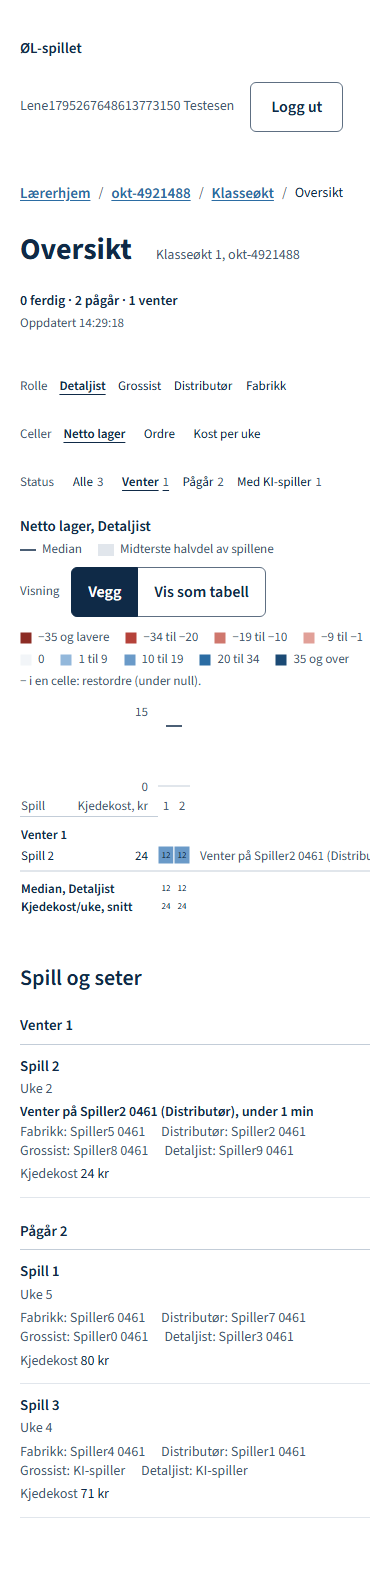 ØL-spillet
Lene1795267648613773150 Testesen Logg ut
Lærerhjem / okt-4921488 / Klasseøkt / Oversikt
Oversikt Klasseøkt 1, okt-4921488
0 ferdig · 2 pågår · 1 venter
Oppdatert 14:29:18
Rolle Detaljist Grossist Distributør Fabrikk
Celler Netto lager Ordre Kost per uke
Status Alle 3 Venter 1 Pågår 2 Med KI-spiller 1
Netto lager, Detaljist
Median Midterste halvdel av spillene
Visning Vegg Vis som tabell
−35 og lavere −34 til −20 −19 til −10 −9 til −1
0 1 til 9 10 til 19 20 til 34 35 og over
− i en celle: restordre (under null).
15
0
Spill Kjedekost, kr 1 2
Venter 1
Spill 2 24 12 12 Venter på Spiller2 0461 (Distribu
Median, Detaljist 12 12
Kjedekost/uke, snitt 24 24
Spill og seter
Venter 1
Spill 2
Uke 2
Venter på Spiller2 0461 (Distributør), under 1 min
Fabrikk: Spiller5 0461 Distributør: Spiller2 0461
Grossist: Spiller8 0461 Detaljist: Spiller9 0461
Kjedekost 24 kr
Pågår 2
Spill 1
Uke 5
Fabrikk: Spiller6 0461 Distributør: Spiller7 0461
Grossist: Spiller0 0461 Detaljist: Spiller3 0461
Kjedekost 80 kr
Spill 3
Uke 4
Fabrikk: Spiller4 0461 Distributør: Spiller1 0461
Grossist: KI-spiller Detaljist: KI-spiller
Kjedekost 71 kr